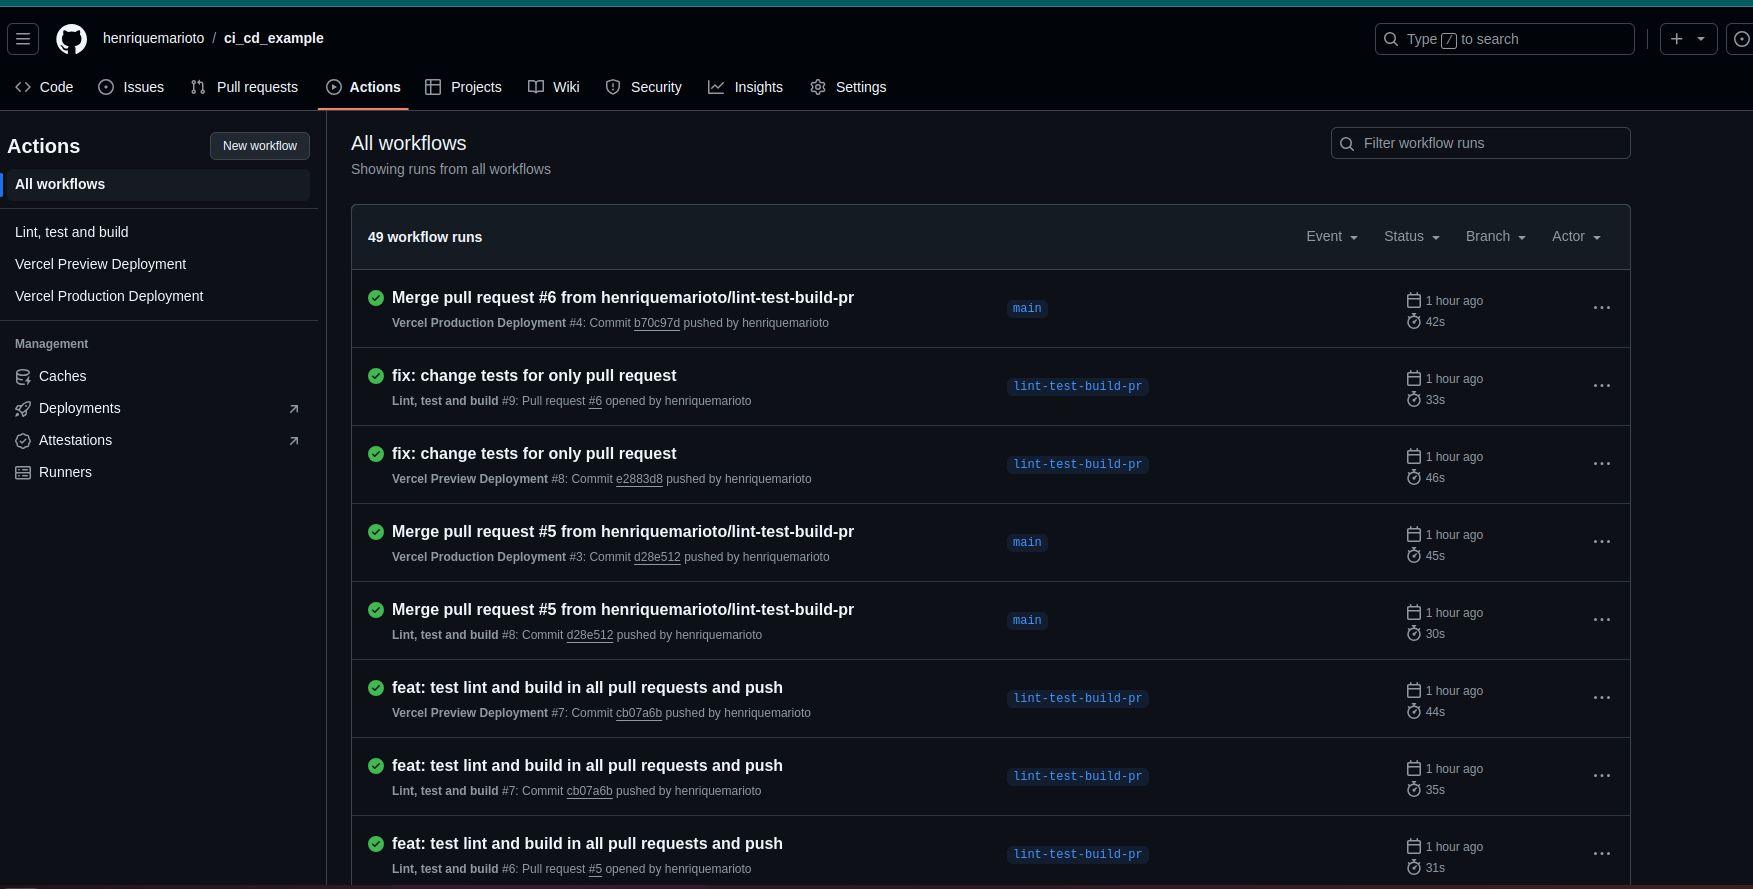 henriquemarioto / ci_cd_example
Type / to search
Code Issues Pull requests Actions Projects Wiki Security Insights Settings
Actions
New workflow
All workflows
Lint, test and build
Vercel Preview Deployment
Vercel Production Deployment
Management
Caches
Deployments
Attestations
Runners
All workflows
Showing runs from all workflows
Filter workflow runs
49 workflow runs
Event Status Branch Actor
Merge pull request #6 from henriquemarioto/lint-test-build-pr
Vercel Production Deployment #4: Commit b70c97d pushed by henriquemarioto
main
1 hour ago
42s
fix: change tests for only pull request
Lint, test and build #9: Pull request #6 opened by henriquemarioto
lint-test-build-pr
1 hour ago
33s
fix: change tests for only pull request
Vercel Preview Deployment #8: Commit e2883d8 pushed by henriquemarioto
lint-test-build-pr
1 hour ago
46s
Merge pull request #5 from henriquemarioto/lint-test-build-pr
Vercel Production Deployment #3: Commit d28e512 pushed by henriquemarioto
main
1 hour ago
45s
Merge pull request #5 from henriquemarioto/lint-test-build-pr
Lint, test and build #8: Commit d28e512 pushed by henriquemarioto
main
1 hour ago
30s
feat: test lint and build in all pull requests and push
Vercel Preview Deployment #7: Commit cb07a6b pushed by henriquemarioto
lint-test-build-pr
1 hour ago
44s
feat: test lint and build in all pull requests and push
Lint, test and build #7: Commit cb07a6b pushed by henriquemarioto
lint-test-build-pr
1 hour ago
35s
feat: test lint and build in all pull requests and push
Lint, test and build #6: Pull request #5 opened by henriquemarioto
lint-test-build-pr
1 hour ago
31s